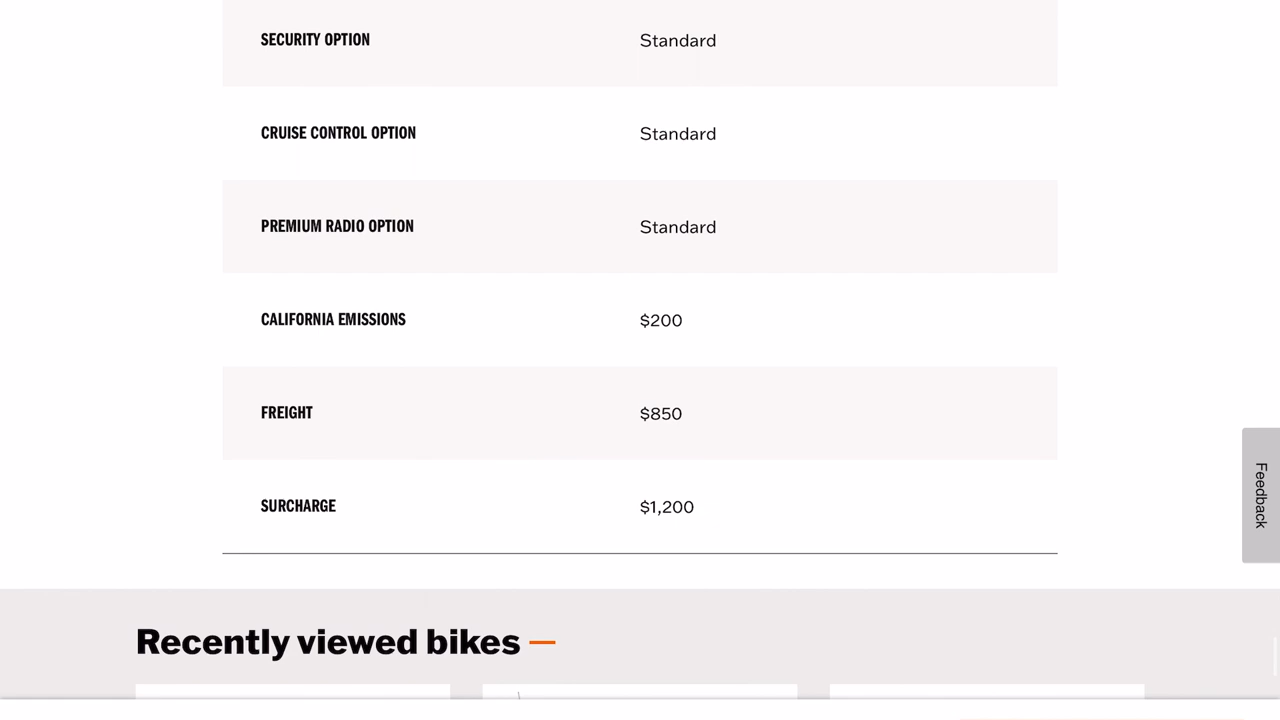 SECURITY OPTION Standard
CRUISE CONTROL OPTION Standard
PREMIUM RADIO OPTION Standard
CALIFORNIA EMISSIONS $200
FREIGHT $850
SURCHARGE $1,200
Feedback
Recently viewed bikes —